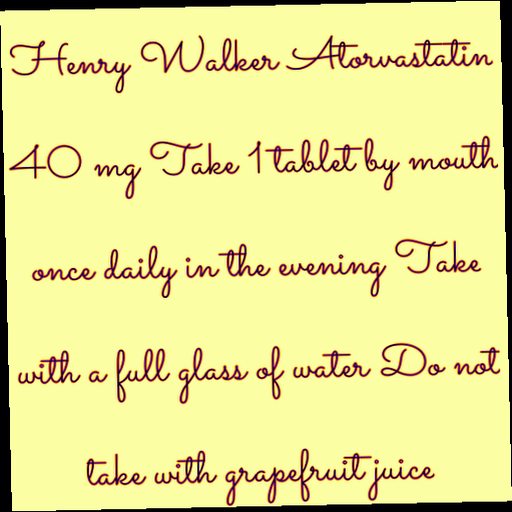 Henry Walker Atorvastatin
40 mg Take 1 tablet by mouth
once daily in the evening Take
with a full glass of water Do not
take with grapefruit juice